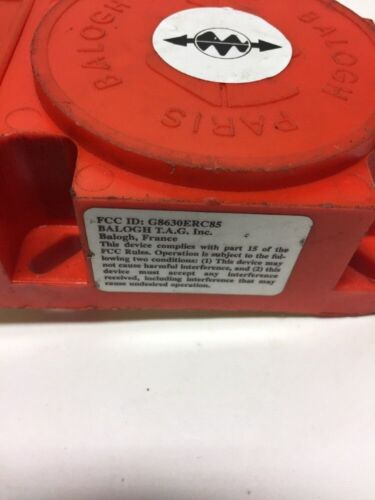 BALOGH
BALOGH
PARIS
FCC ID: G8630ERC85
BALOGH T.A.G. Inc.
Balogh, France
This device complies with part 15 of the
FCC Rules. Operation is subject to the fol-
lowing two conditions: (1) This device may
not cause harmful interference, and (2) this
device must accept any interference
received, including interference that may
cause undesired operation.